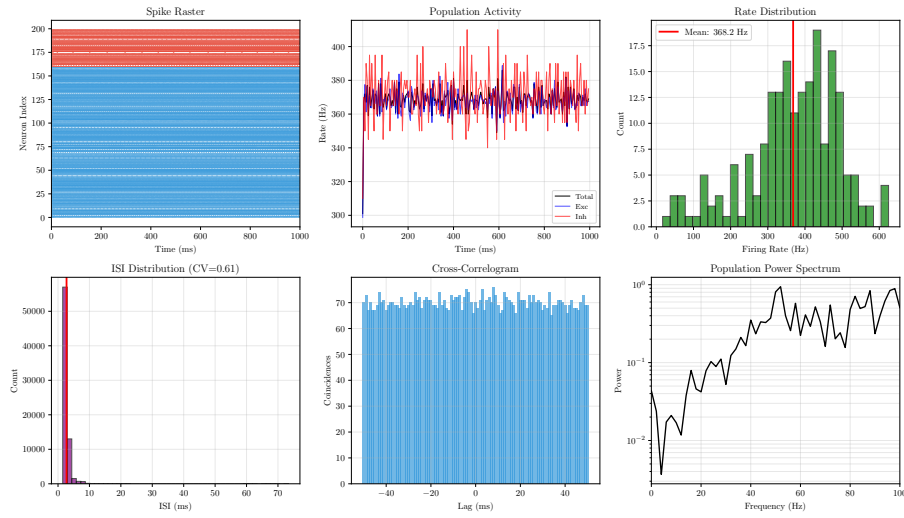 Spike Raster
200
175
150
125
100
75
50
25
0
Neuron Index
0 200 400 600 800 1000
Time (ms)
Population Activity
400
380
360
340
320
300
Rate (Hz)
Total
Exc
Inh
0 200 400 600 800 1000
Time (ms)
Rate Distribution
Mean: 368.2 Hz
17.5
15.0
12.5
10.0
7.5
5.0
2.5
0.0
Count
0 100 200 300 400 500 600
Firing Rate (Hz)
ISI Distribution (CV=0.61)
50000
40000
30000
20000
10000
0
Count
0 10 20 30 40 50 60 70
ISI (ms)
Cross-Correlogram
70
60
50
40
30
20
10
0
Coincidences
−40 −20 0 20 40
Lag (ms)
Population Power Spectrum
10⁰
10⁻¹
10⁻²
Power
0 20 40 60 80 100
Frequency (Hz)